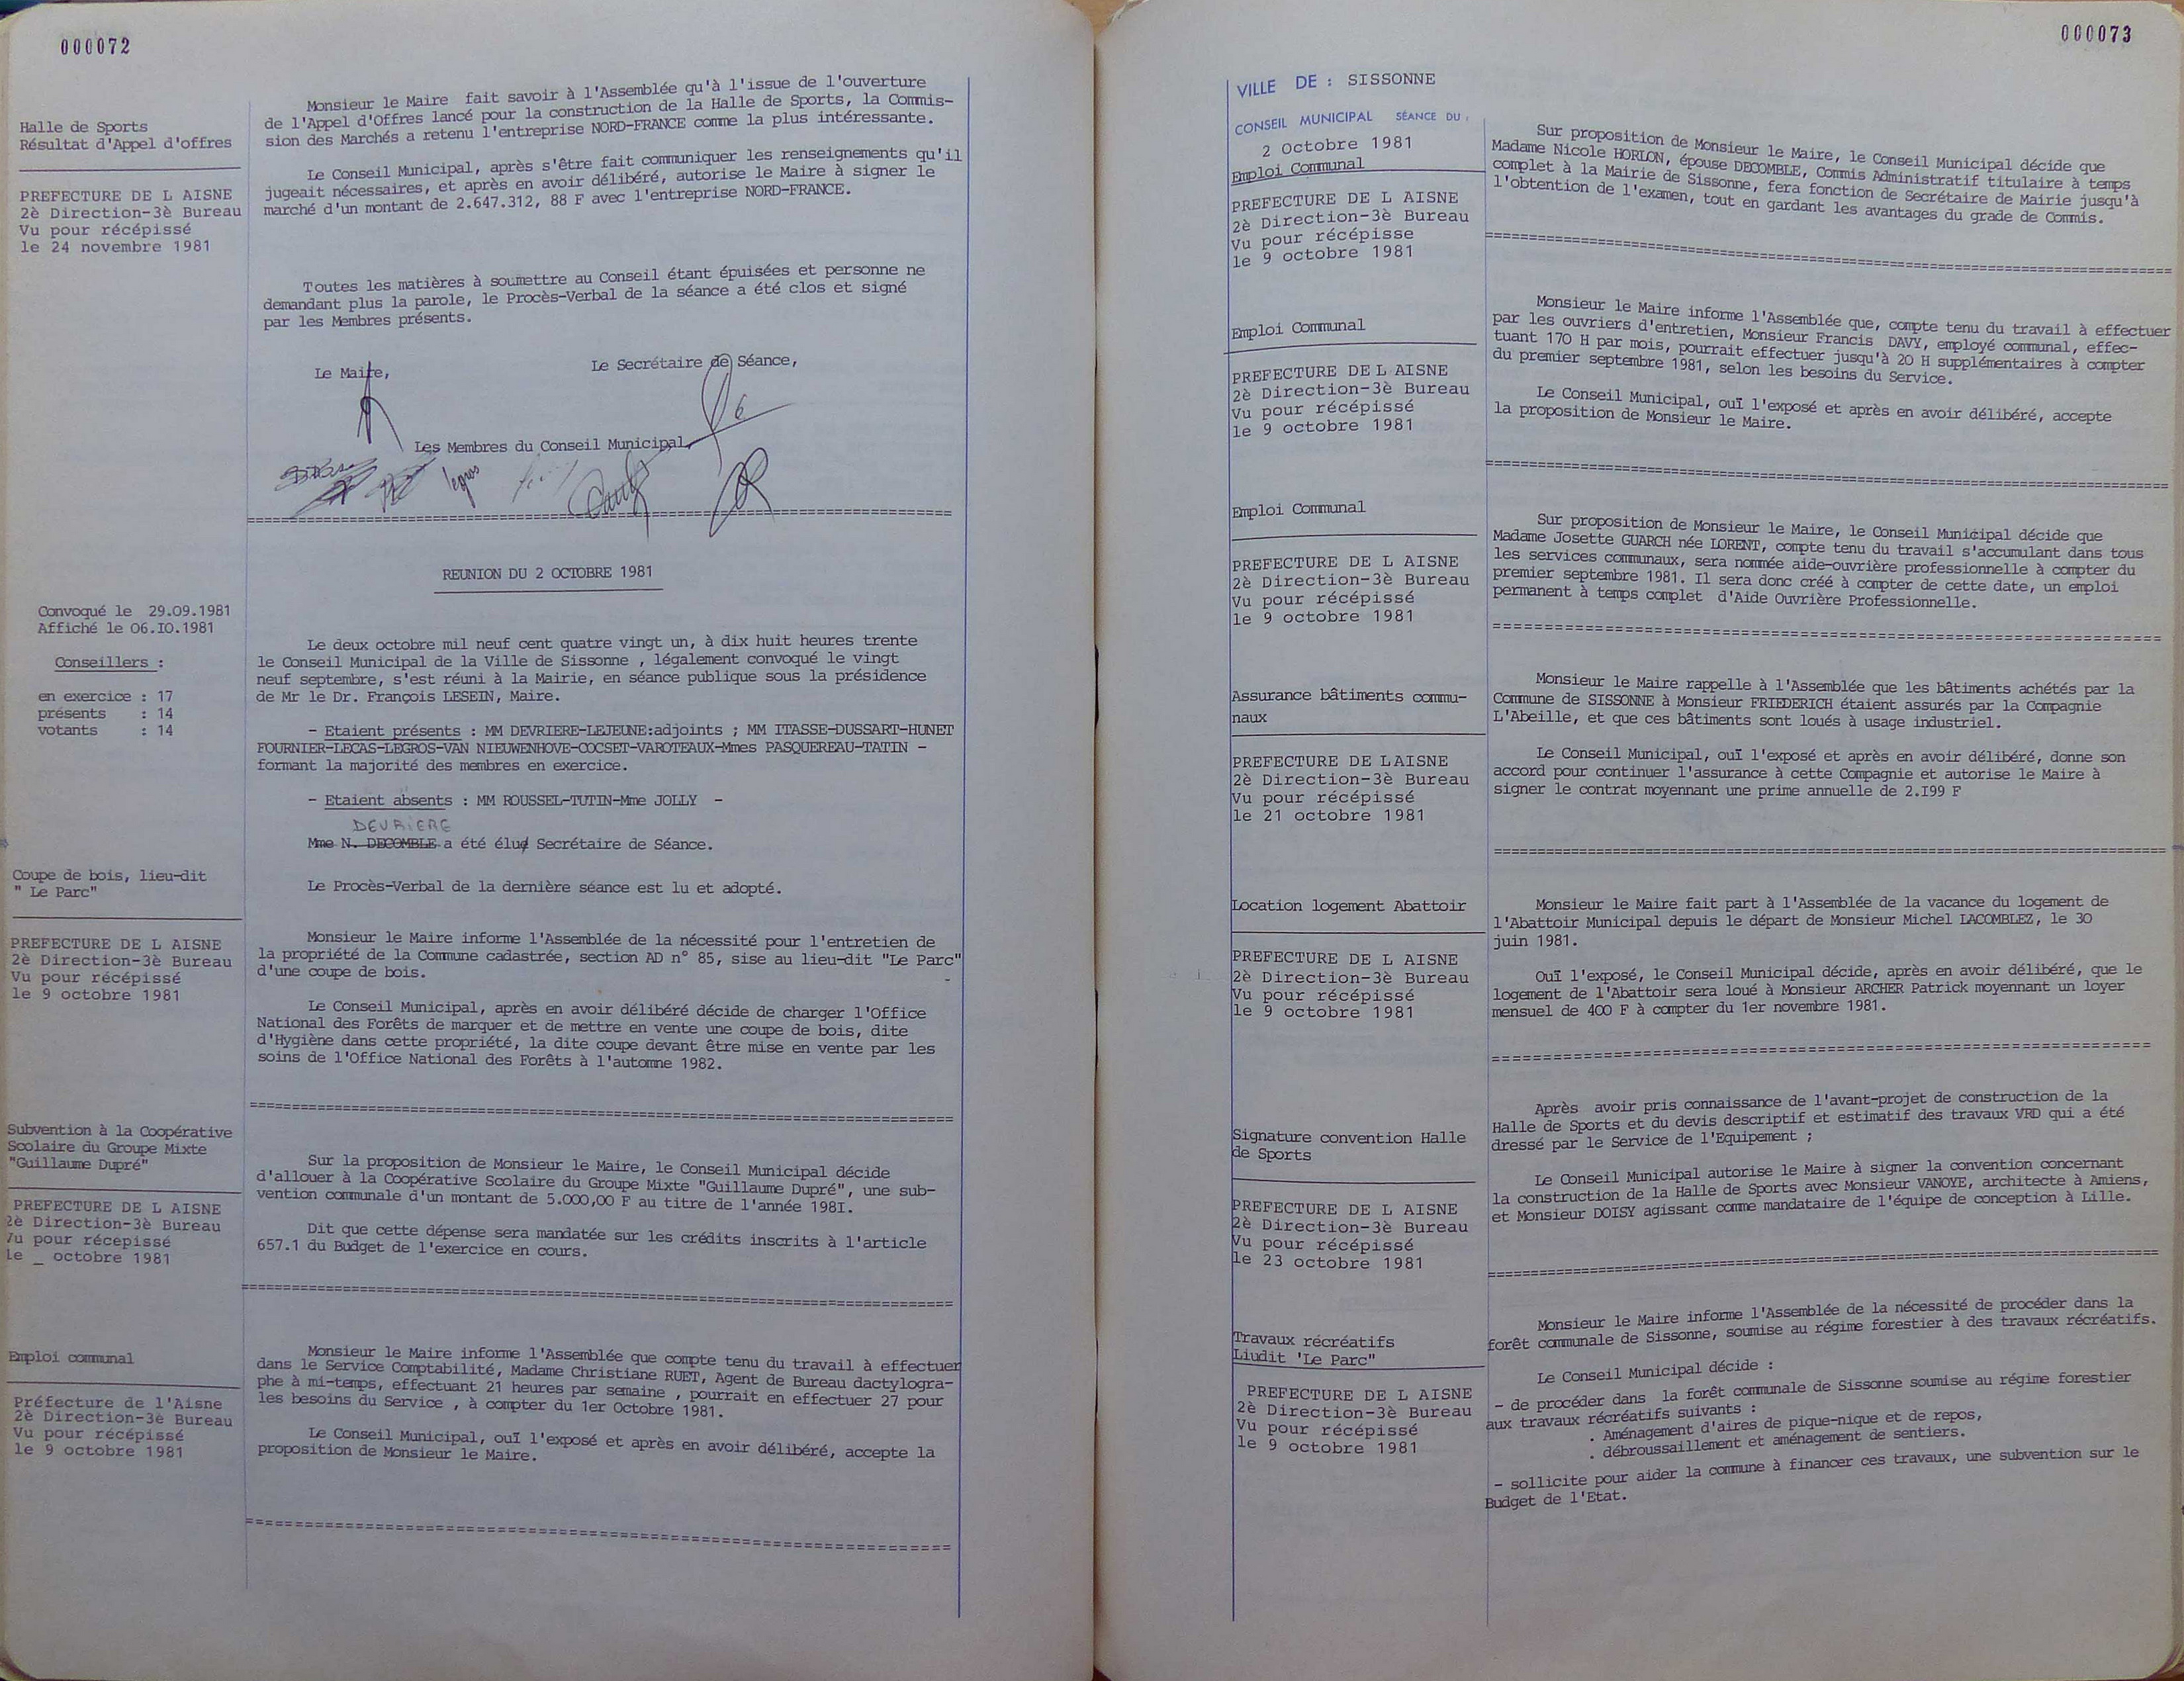 000072
Halle de Sports
Résultat d'Appel d'offres
PREFECTURE DE L AISNE
2è Direction-3è Bureau
Vu pour récépissé
le 24 novembre 1981
Monsieur le Maire fait savoir à l'Assemblée qu'à l'issue de l'ouverture
de l'Appel d'Offres lancé pour la construction de la Halle de Sports, la Commis-
sion des Marchés a retenu l'entreprise NORD-FRANCE comme la plus intéressante.
Le Conseil Municipal, après s'être fait communiquer les renseignements qu'il
jugeait nécessaires, et après en avoir délibéré, autorise le Maire à signer le
marché d'un montant de 2.647.312, 88 F avec l'entreprise NORD-FRANCE.
Toutes les matières à soumettre au Conseil étant épuisées et personne ne
demandant plus la parole, le Procès-Verbal de la séance a été clos et signé
par les Membres présents.
Le Maire,
Le Secrétaire de Séance,
Les Membres du Conseil Municipal,
legros
=====
REUNION DU 2 OCTOBRE 1981
Convoqué le 29.09.1981
Affiché le 06.IO.1981
Conseillers :
en exercice : 17
présents : 14
votants : 14
Le deux octobre mil neuf cent quatre vingt un, à dix huit heures trente
le Conseil Municipal de la Ville de Sissonne , légalement convoqué le vingt
neuf septembre, s'est réuni à la Mairie, en séance publique sous la présidence
de Mr le Dr. François LESEIN, Maire.
- Etaient présents : MM DEVRIERE-LEJEUNE:adjoints ; MM ITASSE-DUSSART-HUNET
FOURNIER-LECAS-LEGROS-VAN NIEUWENHOVE-COCSET-VAROTEAUX-Mmes PASQUEREAU-TATIN -
formant la majorité des membres en exercice.
- Etaient absents : MM ROUSSEL-TUTIN-Mme JOLLY -
DEVRIERE
Mme N. DECOMBLE a été élue Secrétaire de Séance.
Le Procès-Verbal de la dernière séance est lu et adopté.
Coupe de bois, lieu-dit
" Le Parc"
PREFECTURE DE L AISNE
2è Direction-3è Bureau
Vu pour récépissé
le 9 octobre 1981
Monsieur le Maire informe l'Assemblée de la nécessité pour l'entretien de
la propriété de la Commune cadastrée, section AD n° 85, sise au lieu-dit "Le Parc"
d'une coupe de bois.
Le Conseil Municipal, après en avoir délibéré décide de charger l'Office
National des Forêts de marquer et de mettre en vente une coupe de bois, dite
d'Hygiène dans cette propriété, la dite coupe devant être mise en vente par les
soins de l'Office National des Forêts à l'automne 1982.
=====
Subvention à la Coopérative
Scolaire du Groupe Mixte
"Guillaume Dupré"
PREFECTURE DE L AISNE
2è Direction-3è Bureau
Vu pour récépissé
Le _ octobre 1981
Sur la proposition de Monsieur le Maire, le Conseil Municipal décide
d'allouer à la Coopérative Scolaire du Groupe Mixte "Guillaume Dupré", une sub-
vention communale d'un montant de 5.000,00 F au titre de l'année 198I.
Dit que cette dépense sera mandatée sur les crédits inscrits à l'article
657.1 du Budget de l'exercice en cours.
=====
Emploi communal
Préfecture de l'Aisne
2è Direction-3è Bureau
Vu pour récépissé
le 9 octobre 1981
Monsieur le Maire informe l'Assemblée que compte tenu du travail à effectuer
dans le Service Comptabilité, Madame Christiane RUET, Agent de Bureau dactylogra-
phe à mi-temps, effectuant 21 heures par semaine , pourrait en effectuer 27 pour
les besoins du Service , à compter du 1er Octobre 1981.
Le Conseil Municipal, ouï l'exposé et après en avoir délibéré, accepte la
proposition de Monsieur le Maire.
=====
000073
VILLE DE : SISSONNE
CONSEIL MUNICIPAL SÉANCE DU :
2 Octobre 1981
Emploi Communal
PREFECTURE DE L AISNE
2è Direction-3è Bureau
Vu pour récépisse
le 9 octobre 1981
Sur proposition de Monsieur le Maire, le Conseil Municipal décide que
Madame Nicole HORLON, épouse DECOMBLE, Commis Administratif titulaire à temps
complet à la Mairie de Sissonne, fera fonction de Secrétaire de Mairie jusqu'à
l'obtention de l'examen, tout en gardant les avantages du grade de Commis.
=====
Emploi Communal
PREFECTURE DE L AISNE
2è Direction-3è Bureau
Vu pour récépissé
le 9 octobre 1981
Monsieur le Maire informe l'Assemblée que, compte tenu du travail à effectuer
par les ouvriers d'entretien, Monsieur Francis DAVY, employé communal, effec-
tuant 170 H par mois, pourrait effectuer jusqu'à 20 H supplémentaires à compter
du premier septembre 1981, selon les besoins du Service.
Le Conseil Municipal, ouï l'exposé et après en avoir délibéré, accepte
la proposition de Monsieur le Maire.
=====
Emploi Communal
PREFECTURE DE L AISNE
2è Direction-3è Bureau
Vu pour récépissé
le 9 octobre 1981
Sur proposition de Monsieur le Maire, le Conseil Municipal décide que
Madame Josette GUARCH née LORENT, compte tenu du travail s'accumulant dans tous
les services communaux, sera nommée aide-ouvrière professionnelle à compter du
premier septembre 1981. Il sera donc créé à compter de cette date, un emploi
permanent à temps complet d'Aide Ouvrière Professionnelle.
=====
Assurance bâtiments commu-
naux
PREFECTURE DE LAISNE
2è Direction-3è Bureau
Vu pour récépissé
le 21 octobre 1981
Monsieur le Maire rappelle à l'Assemblée que les bâtiments achétés par la
Commune de SISSONNE à Monsieur FRIEDERICH étaient assurés par la Compagnie
L'Abeille, et que ces bâtiments sont loués à usage industriel.
Le Conseil Municipal, ouï l'exposé et après en avoir délibéré, donne son
accord pour continuer l'assurance à cette Compagnie et autorise le Maire à
signer le contrat moyennant une prime annuelle de 2.I99 F
=====
Location logement Abattoir
PREFECTURE DE L AISNE
2è Direction-3è Bureau
Vu pour récépissé
le 9 octobre 1981
Monsieur le Maire fait part à l'Assemblée de la vacance du logement de
l'Abattoir Municipal depuis le départ de Monsieur Michel LACOMBLEZ, le 30
juin 1981.
Ouï l'exposé, le Conseil Municipal décide, après en avoir délibéré, que le
logement de l'Abattoir sera loué à Monsieur ARCHER Patrick moyennant un loyer
mensuel de 400 F à compter du 1er novembre 1981.
=====
Signature convention Halle
de Sports
PREFECTURE DE L AISNE
2è Direction-3è Bureau
Vu pour récépissé
le 23 octobre 1981
Après avoir pris connaissance de l'avant-projet de construction de la
Halle de Sports et du devis descriptif et estimatif des travaux VRD qui a été
dressé par le Service de l'Equipement ;
Le Conseil Municipal autorise le Maire à signer la convention concernant
la construction de la Halle de Sports avec Monsieur VANOYE, architecte à Amiens,
et Monsieur DOISY agissant comme mandataire de l'équipe de conception à Lille.
=====
Travaux récréatifs
Liudit 'Le Parc"
PREFECTURE DE L AISNE
2è Direction-3è Bureau
Vu pour récépissé
le 9 octobre 1981
Monsieur le Maire informe l'Assemblée de la nécessité de procéder dans la
forêt communale de Sissonne, soumise au régime forestier à des travaux récréatifs.
Le Conseil Municipal décide :
- de procéder dans la forêt communale de Sissonne soumise au régime forestier
aux travaux récréatifs suivants :
. Aménagement d'aires de pique-nique et de repos,
. débroussaillement et aménagement de sentiers.
- sollicite pour aider la commune à financer ces travaux, une subvention sur le
Budget de l'Etat.